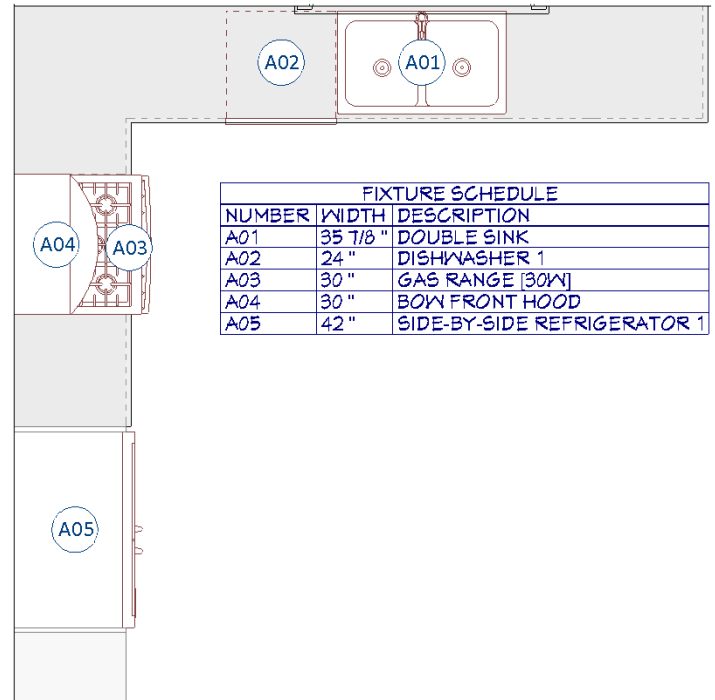 A02
A01
A04
A03
FIXTURE SCHEDULE
NUMBER WIDTH DESCRIPTION
A01 35 7/8 " DOUBLE SINK
A02 24 " DISHWASHER 1
A03 30 " GAS RANGE [30W]
A04 30 " BOW FRONT HOOD
A05 42 " SIDE-BY-SIDE REFRIGERATOR 1
A05